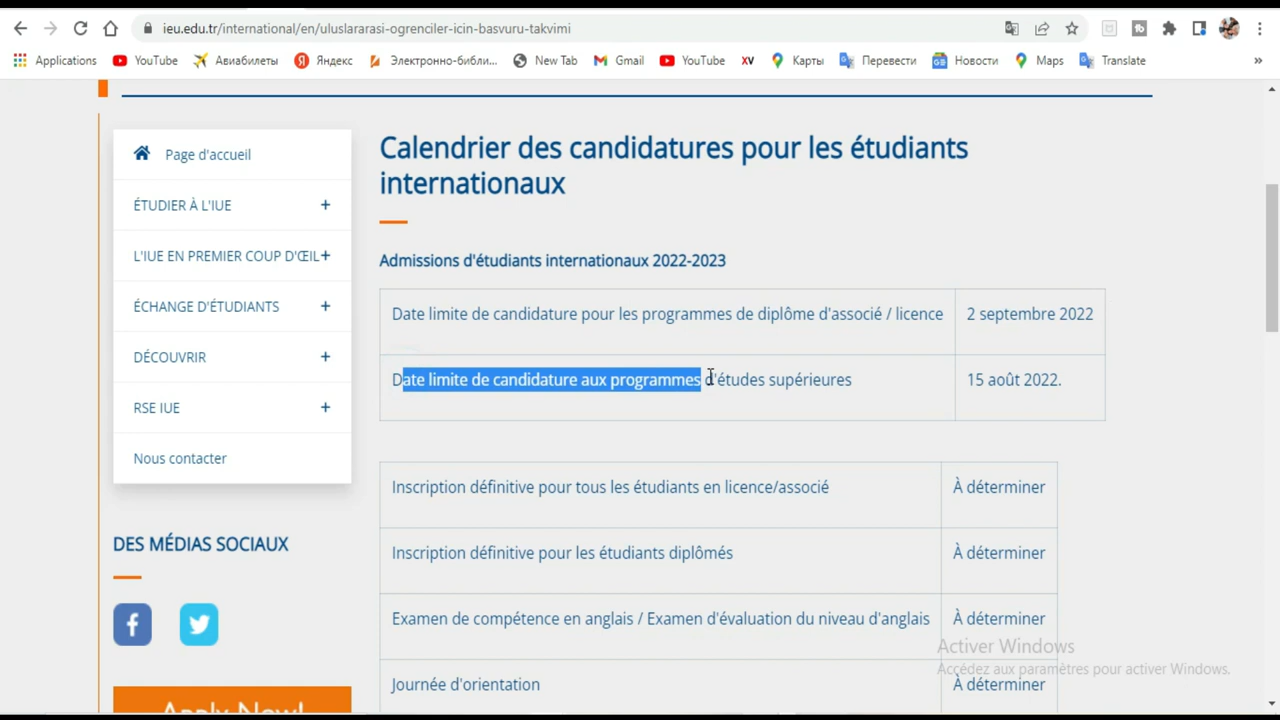 ieu.edu.tr/international/en/uluslararasi-ogrenciler-icin-basvuru-takvimi
Applications YouTube Авиабилеты Яндекс Электронно-библи... New Tab Gmail YouTube XV Карты Перевести Новости Maps Translate »
Page d'accueil
ÉTUDIER À L'IUE +
L'IUE EN PREMIER COUP D'ŒIL +
ÉCHANGE D'ÉTUDIANTS +
DÉCOUVRIR +
RSE IUE +
Nous contacter
DES MÉDIAS SOCIAUX
Apply Now!
Calendrier des candidatures pour les étudiants
internationaux
Admissions d'étudiants internationaux 2022-2023
Date limite de candidature pour les programmes de diplôme d'associé / licence 2 septembre 2022
Date limite de candidature aux programmes d'études supérieures 15 août 2022.
Inscription définitive pour tous les étudiants en licence/associé À déterminer
Inscription définitive pour les étudiants diplômés À déterminer
Examen de compétence en anglais / Examen d'évaluation du niveau d'anglais À déterminer
Journée d'orientation À déterminer
Activer Windows
Accédez aux paramètres pour activer Windows.